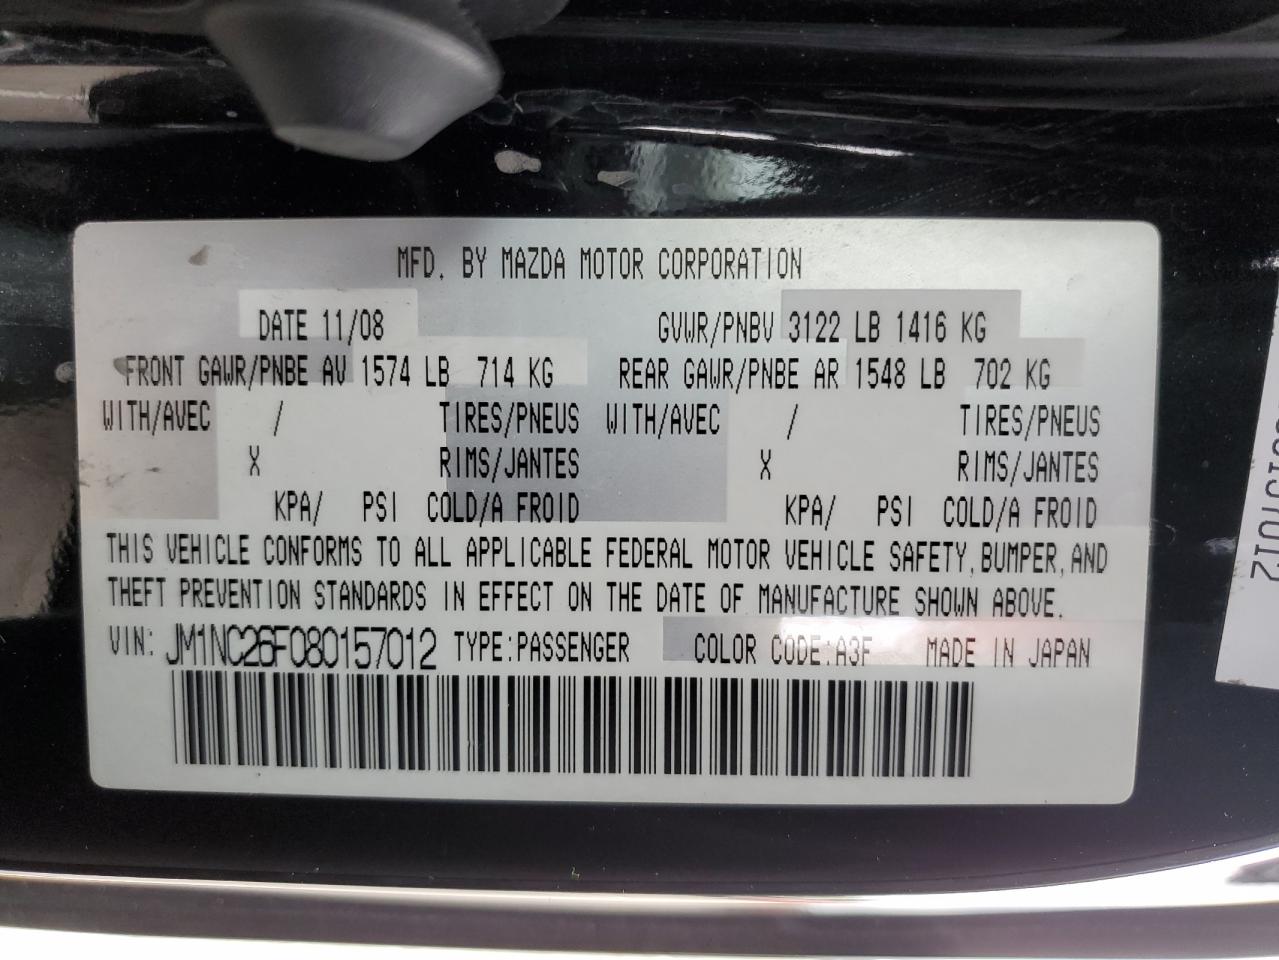 MFD. BY MAZDA MOTOR CORPORATION
DATE 11/08 GVWR/PNBV 3122 LB 1416 KG
FRONT GAWR/PNBE AV 1574 LB 714 KG REAR GAWR/PNBE AR 1548 LB 702 KG
WITH/AVEC / TIRES/PNEUS WITH/AVEC / TIRES/PNEUS
X RIMS/JANTES X RIMS/JANTES
KPA/ PSI COLD/A FROID KPA/ PSI COLD/A FROID
THIS VEHICLE CONFORMS TO ALL APPLICABLE FEDERAL MOTOR VEHICLE SAFETY, BUMPER, AND
THEFT PREVENTION STANDARDS IN EFFECT ON THE DATE OF MANUFACTURE SHOWN ABOVE.
VIN: JM1NC26F080157012 TYPE:PASSENGER COLOR CODE:A3F MADE IN JAPAN